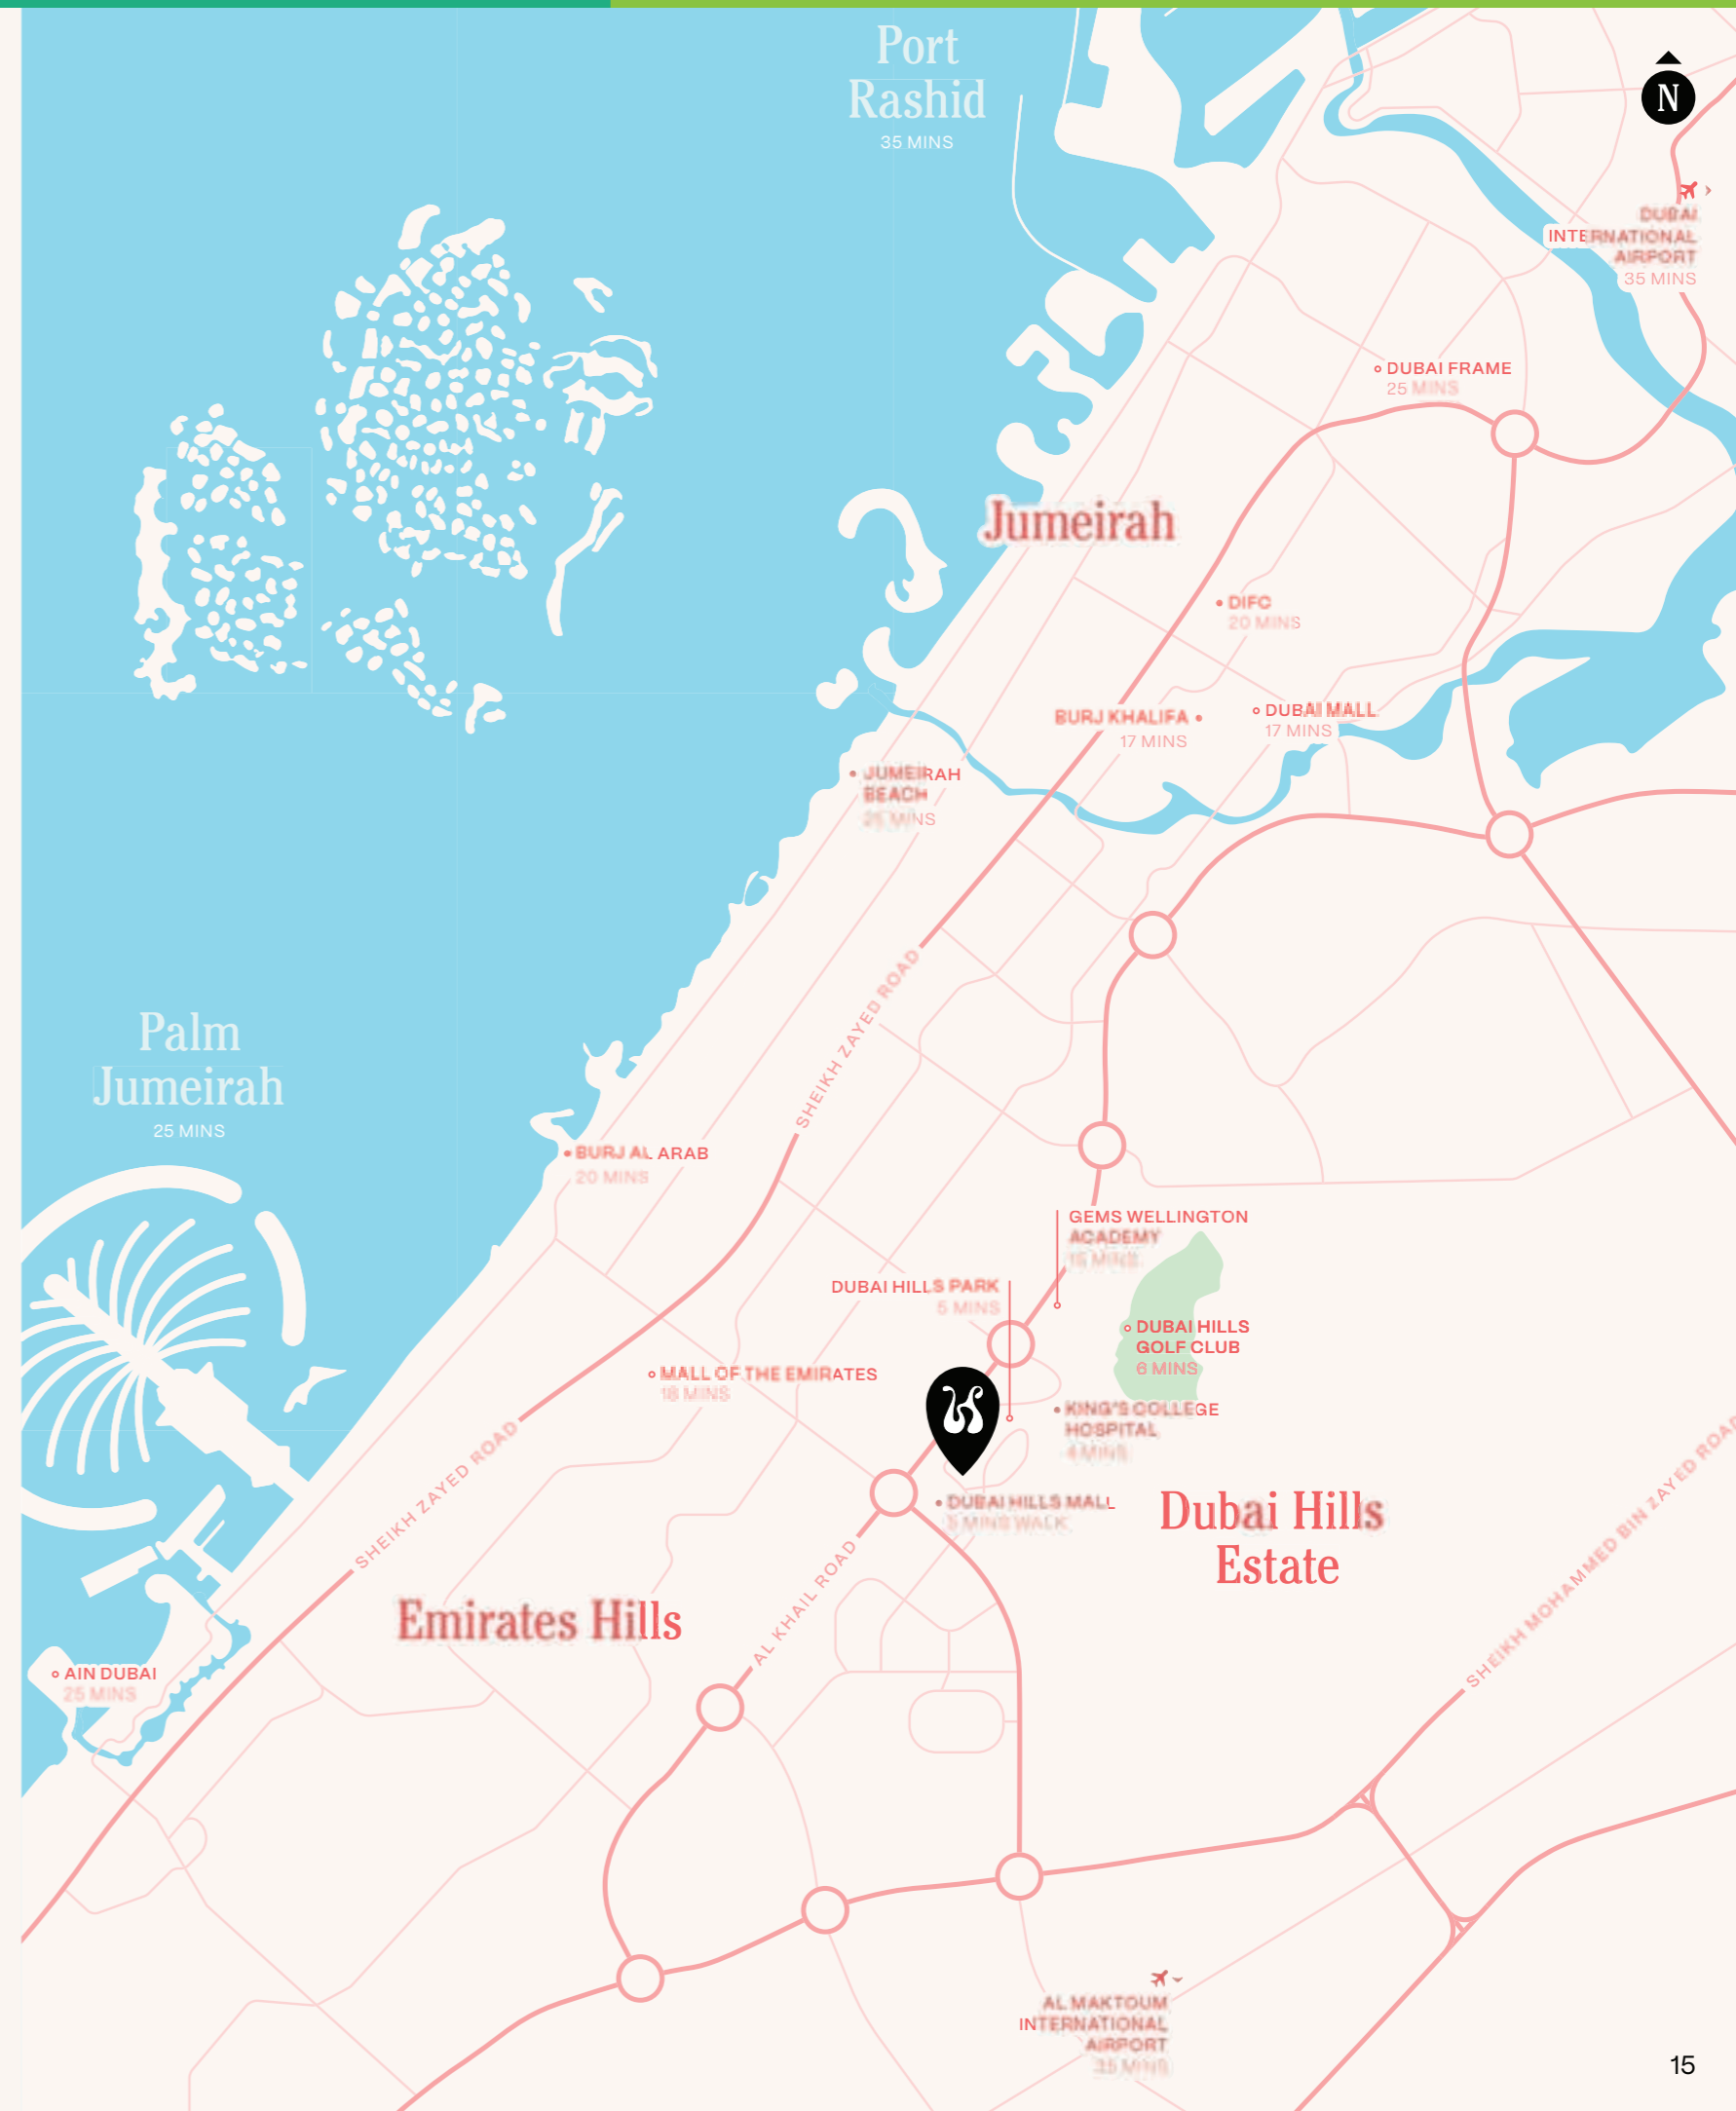 Port
Rashid
35 MINS
N
DUBAI
INTERNATIONAL
AIRPORT
35 MINS
DUBAI FRAME
25 MINS
Jumeirah
DIFC
20 MINS
BURJ KHALIFA
17 MINS
DUBAI MALL
17 MINS
JUMEIRAH
BEACH
25 MINS
SHEIKH ZAYED ROAD
Palm
Jumeirah
25 MINS
BURJ AL ARAB
20 MINS
GEMS WELLINGTON
ACADEMY
15 MINS
DUBAI HILLS PARK
5 MINS
DUBAI HILLS
GOLF CLUB
6 MINS
MALL OF THE EMIRATES
18 MINS
KING'S COLLEGE
HOSPITAL
4 MINS
SHEIKH ZAYED ROAD
DUBAI HILLS MALL
5 MINS WALK
Dubai Hills
Estate
SHEIKH MOHAMMED BIN ZAYED ROAD
AL KHAIL ROAD
Emirates Hills
AIN DUBAI
25 MINS
AL MAKTOUM
INTERNATIONAL
AIRPORT
MINS
15